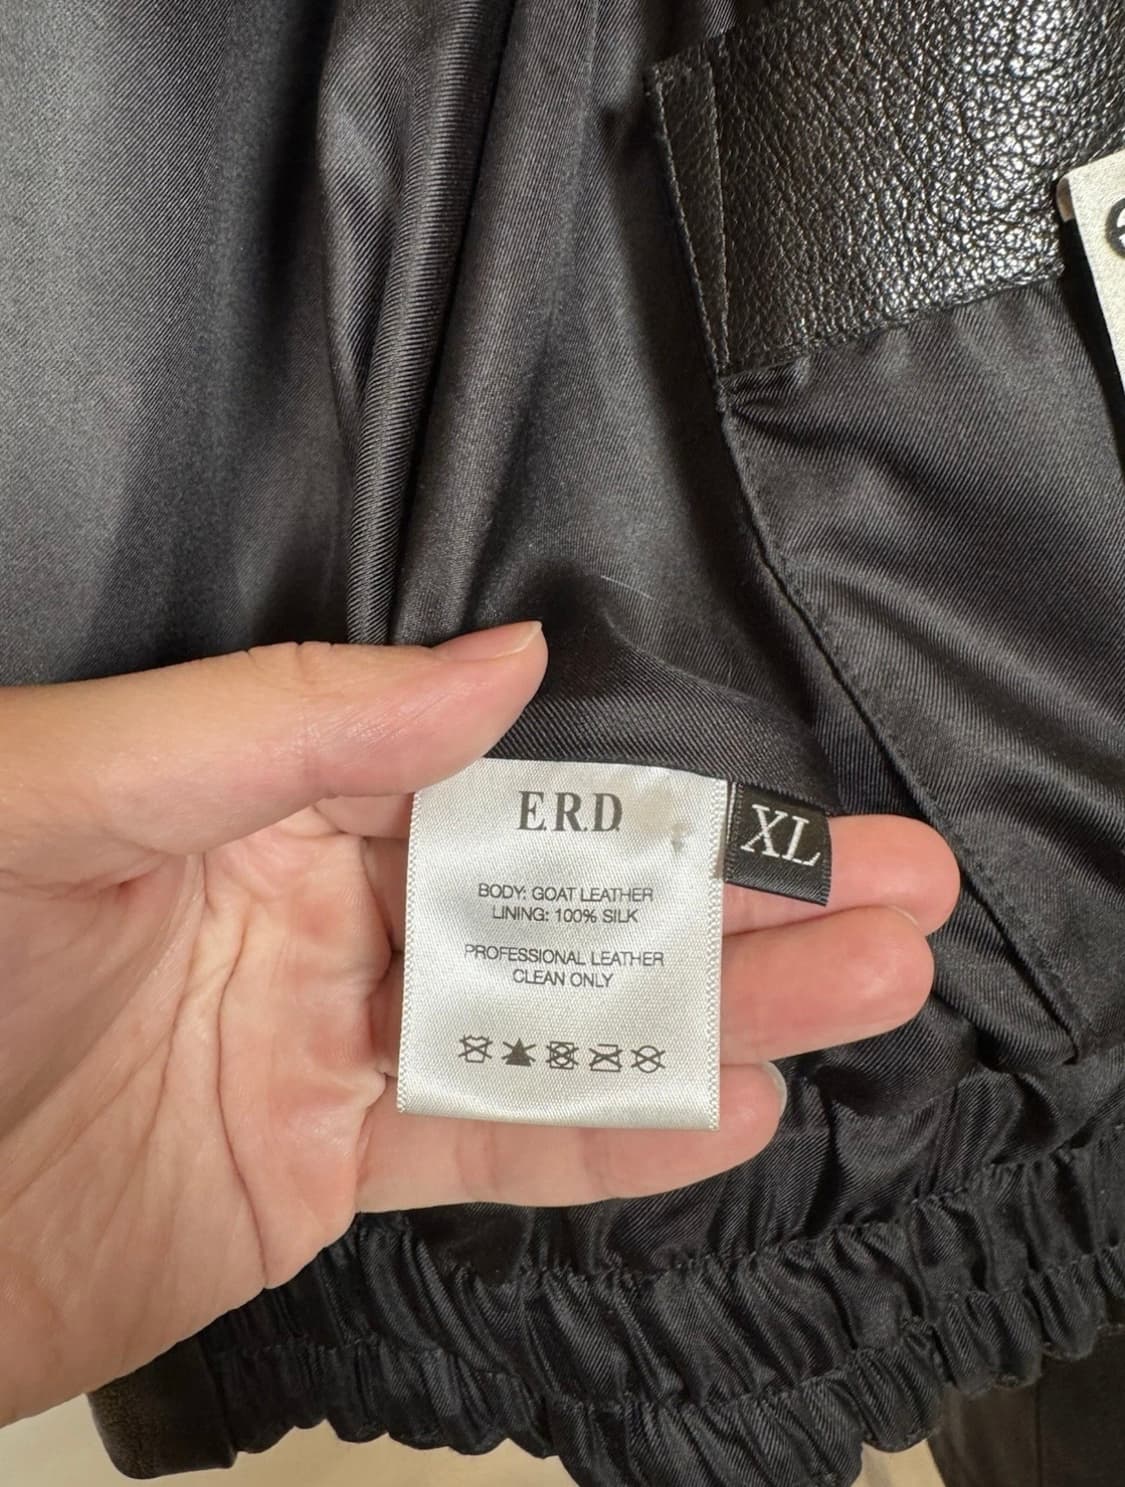 E.R.D.
XL
BODY: GOAT LEATHER
LINING: 100% SILK
PROFESSIONAL LEATHER
CLEAN ONLY